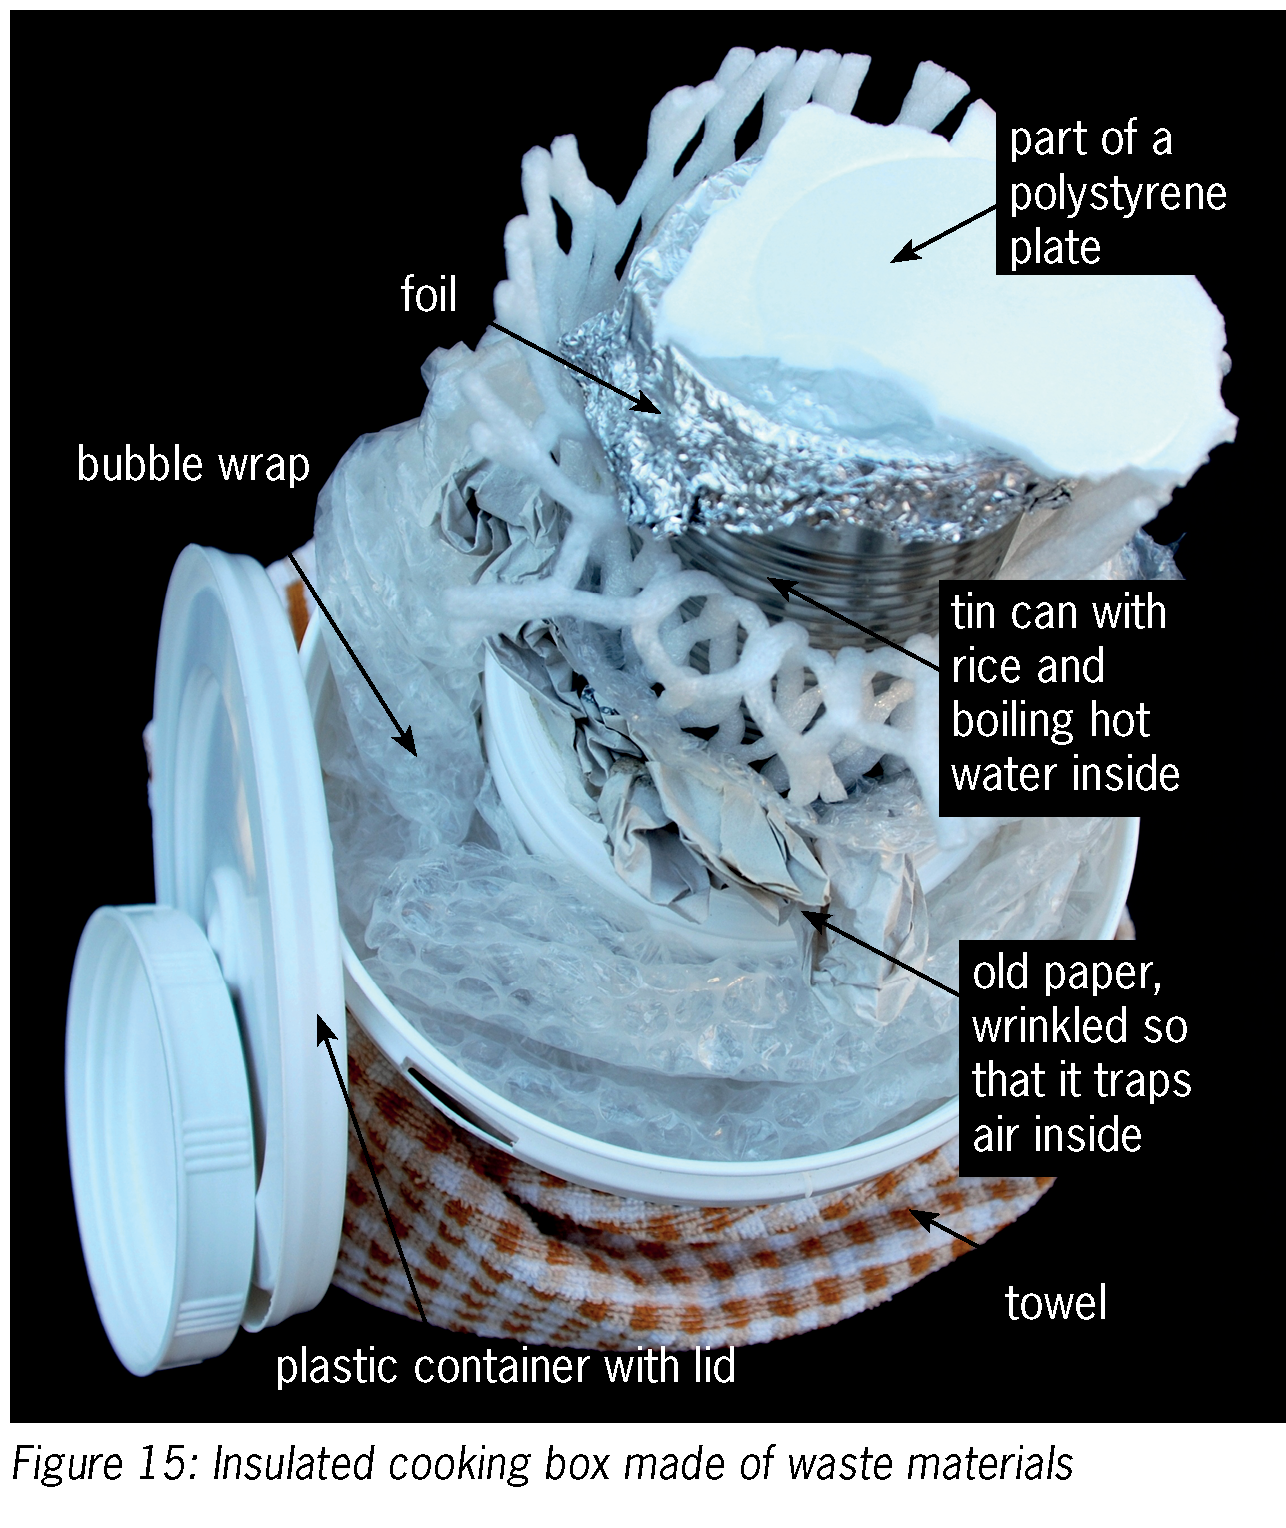 part of a
polystyrene
plate
foil
bubble wrap
tin can with
rice and
boiling hot
water inside
old paper,
wrinkled so
that it traps
air inside
towel
plastic container with lid
Figure 15: Insulated cooking box made of waste materials